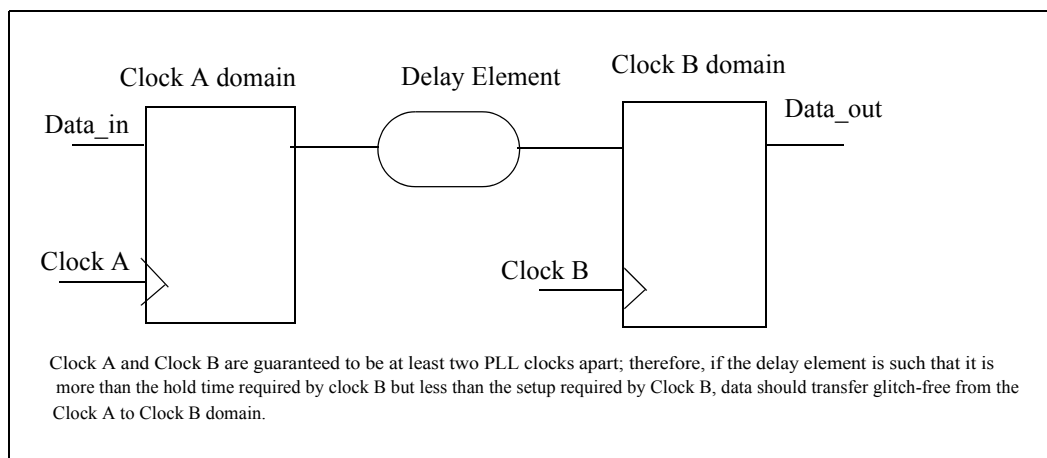 Clock A domain
Delay Element
Clock B domain
Data_in
Data_out
Clock A
Clock B
Clock A and Clock B are guaranteed to be at least two PLL clocks apart; therefore, if the delay element is such that it is
more than the hold time required by clock B but less than the setup required by Clock B, data should transfer glitch-free from the
Clock A to Clock B domain.